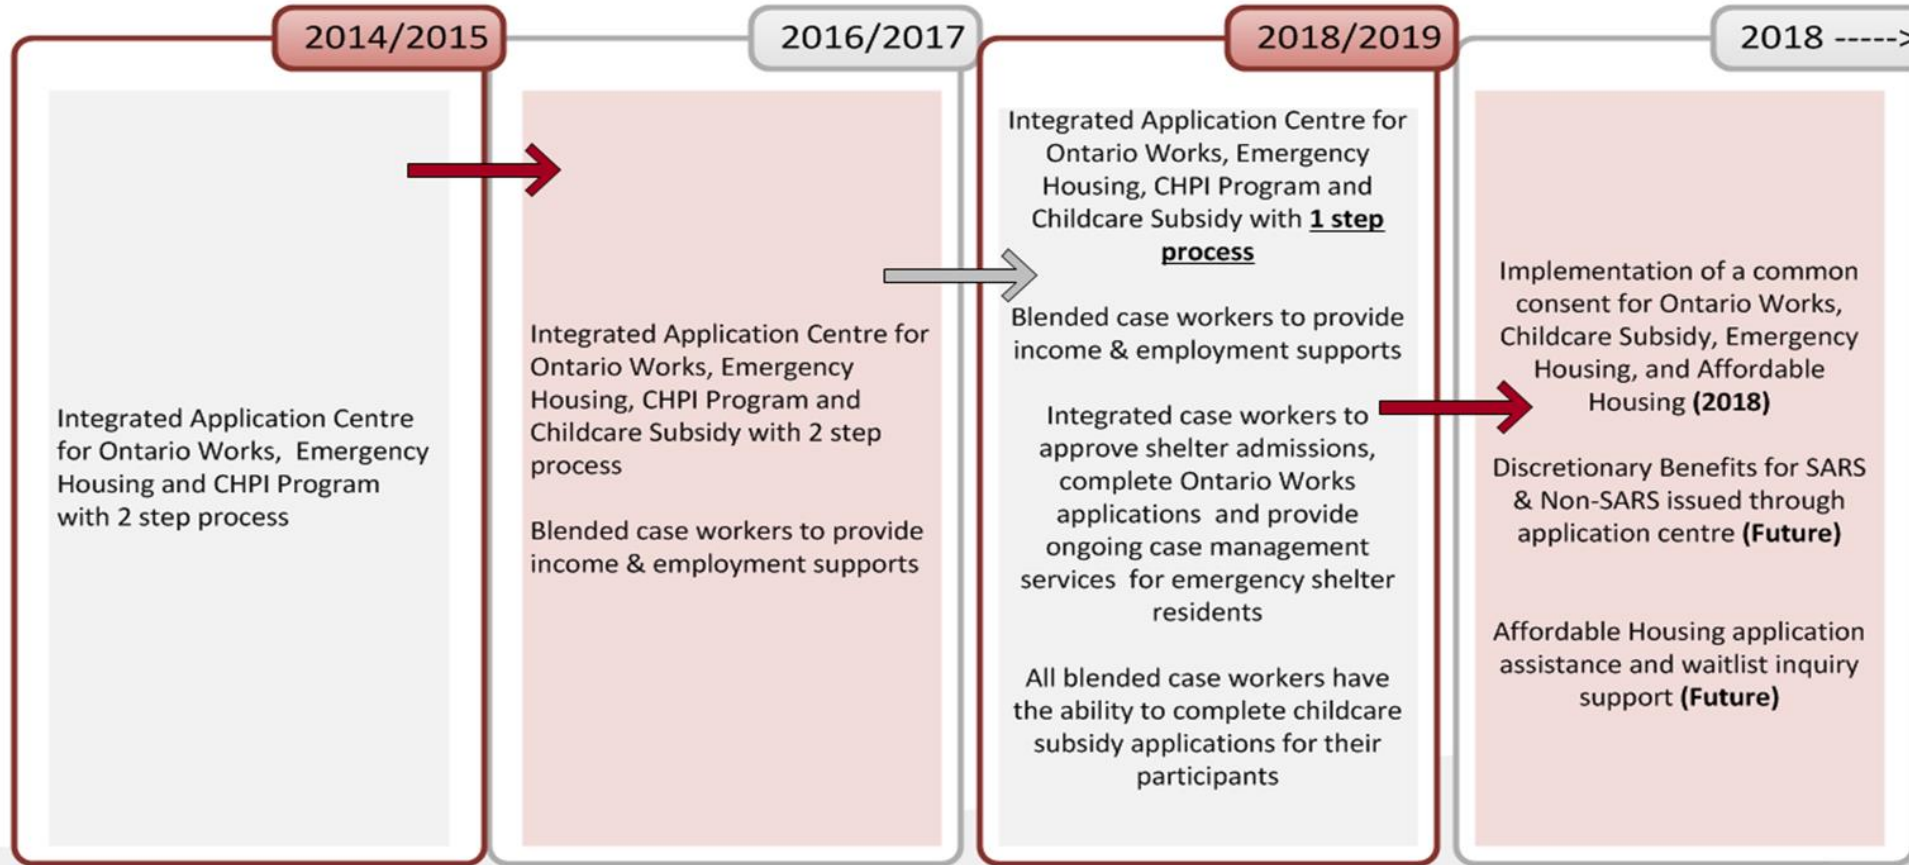 2014/2015
Integrated Application Centre
for Ontario Works, Emergency
Housing and CHPI Program
with 2 step process
2016/2017
Integrated Application Centre for
Ontario Works, Emergency
Housing, CHPI Program and
Childcare Subsidy with 2 step
process
Blended case workers to provide
income & employment supports
2018/2019
Integrated Application Centre for
Ontario Works, Emergency
Housing, CHPI Program and
Childcare Subsidy with 1 step
process
Blended case workers to provide
income & employment supports
Integrated case workers to
approve shelter admissions,
complete Ontario Works
applications and provide
ongoing case management
services for emergency shelter
residents
All blended case workers have
the ability to complete childcare
subsidy applications for their
participants
2018 ----->
Implementation of a common
consent for Ontario Works,
Childcare Subsidy, Emergency
Housing, and Affordable
Housing (2018)
Discretionary Benefits for SARS
& Non-SARS issued through
application centre (Future)
Affordable Housing application
assistance and waitlist inquiry
support (Future)